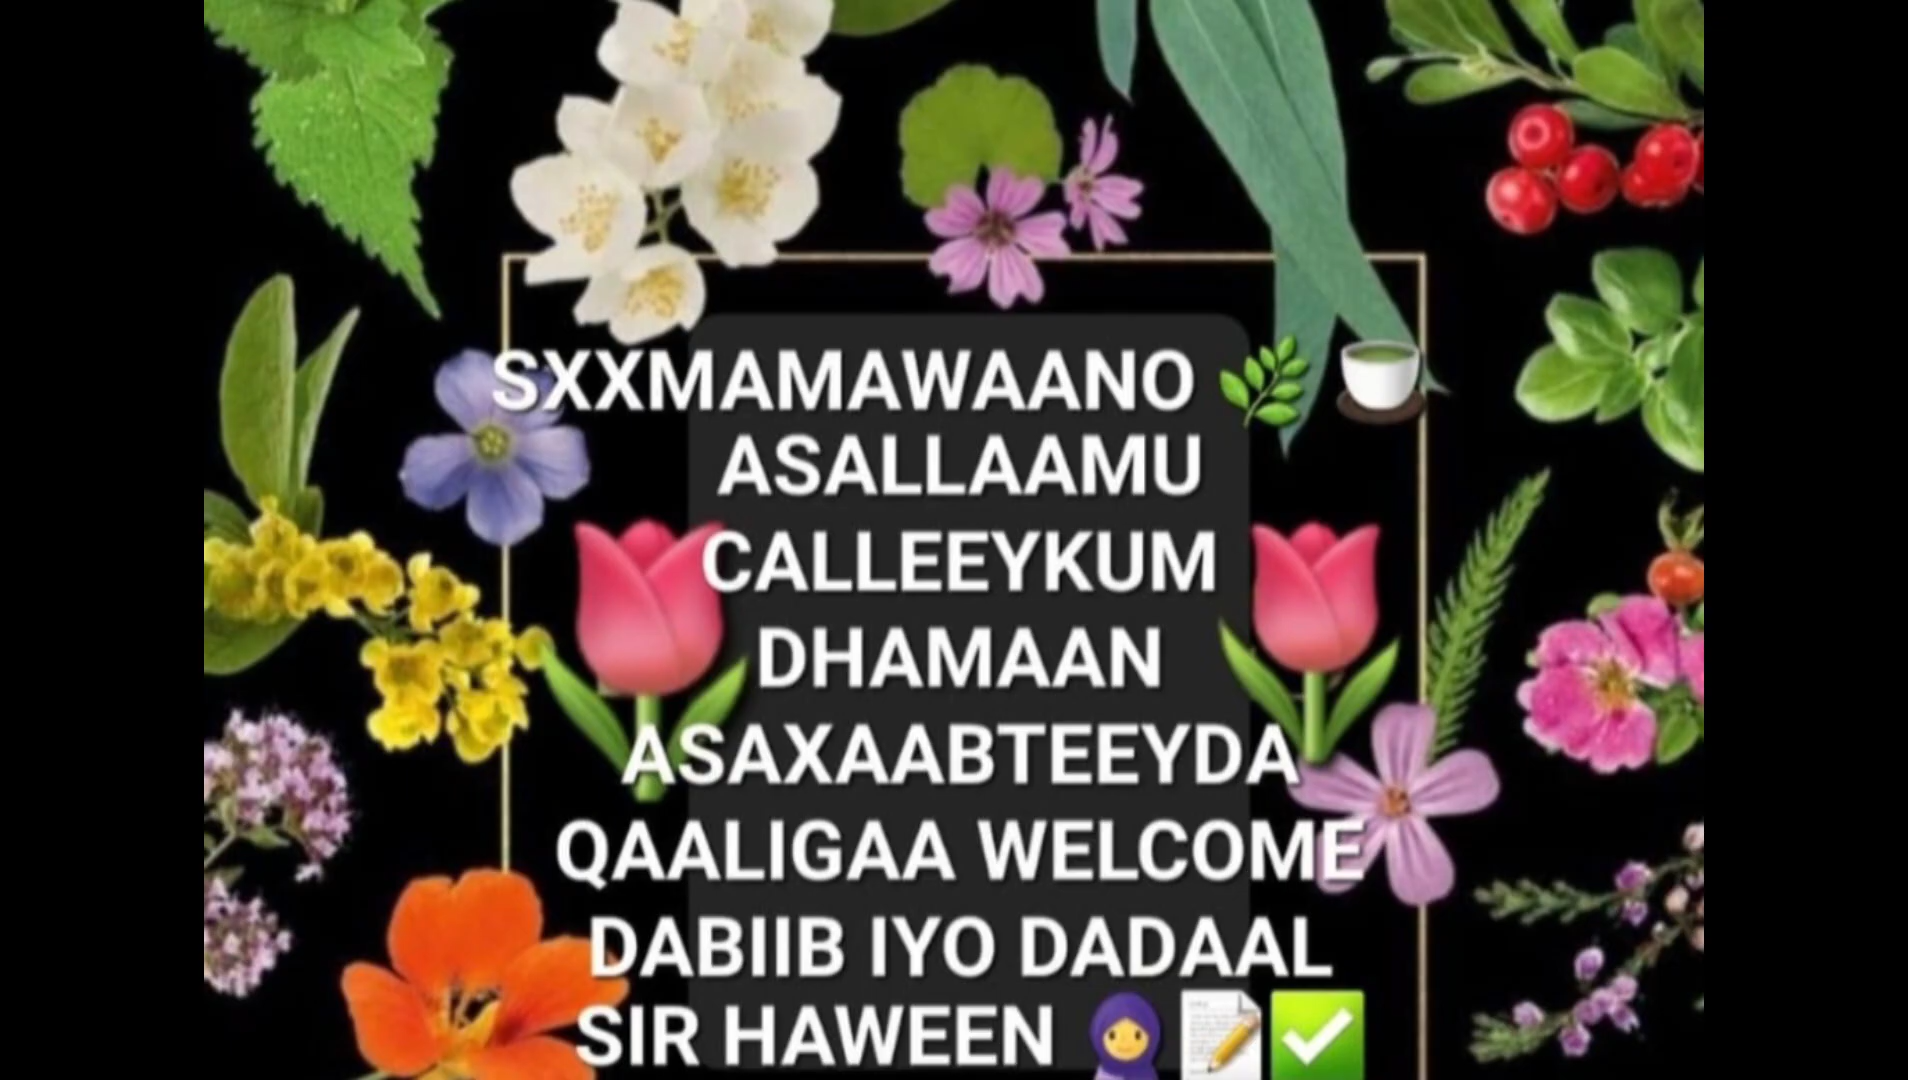 SXXMAMAWAANO 🌿 🍵
ASALLAAMU
CALLEEYKUM
DHAMAAN
ASAXAABTEEYDA
QAALIGAA WELCOME
DABIIB IYO DADAAL
SIR HAWEEN 🧕📝✅